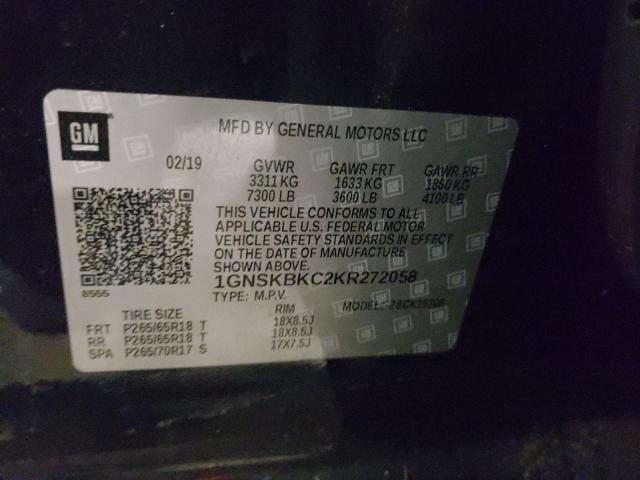 GM
MFD BY GENERAL MOTORS LLC
02/19 GVWR GAWR FRT GAWR RR
3311 KG 1633 KG 1860 KG
7300 LB 3600 LB 4100 LB
THIS VEHICLE CONFORMS TO ALL
APPLICABLE U.S. FEDERAL MOTOR
VEHICLE SAFETY STANDARDS IN EFFECT
ON THE DATE OF MANUFACTURE
SHOWN ABOVE.
1GNSKBKC2KR272058
8555
TYPE: M.P.V. MODEL:
TIRE SIZE RIM
FRT P265/65R18 T 18X8.5J
RR P265/65R18 T 18X8.5J
SPA P265/70R17 S 17X7.5J